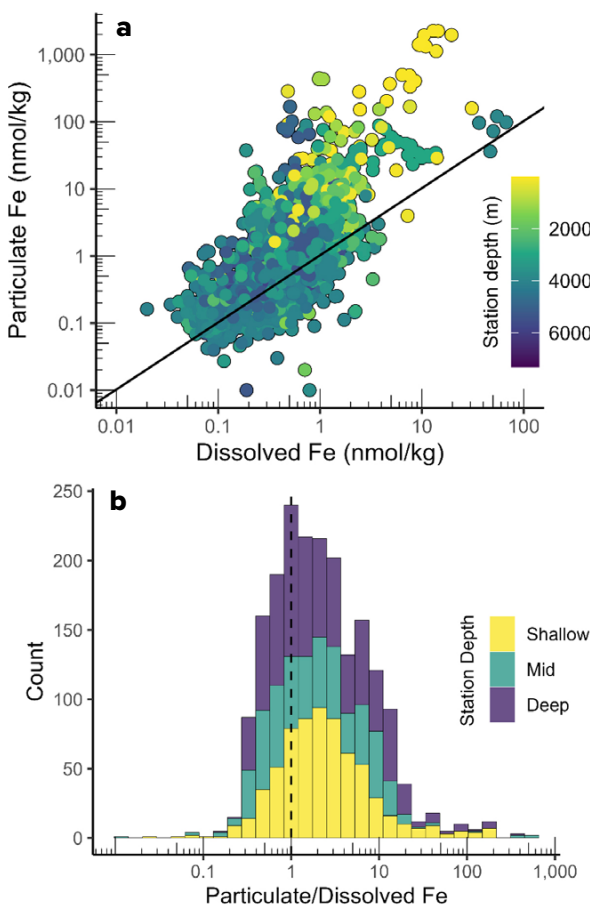 a
Particulate Fe (nmol/kg)
1,000
100
10
1
0.1
0.01
0.01 0.1 1 10 100
Dissolved Fe (nmol/kg)
Station depth (m)
2000
4000
6000
b
Count
250
200
150
100
50
0
0.1 1 10 100 1,000
Particulate/Dissolved Fe
Station Depth
Shallow
Mid
Deep